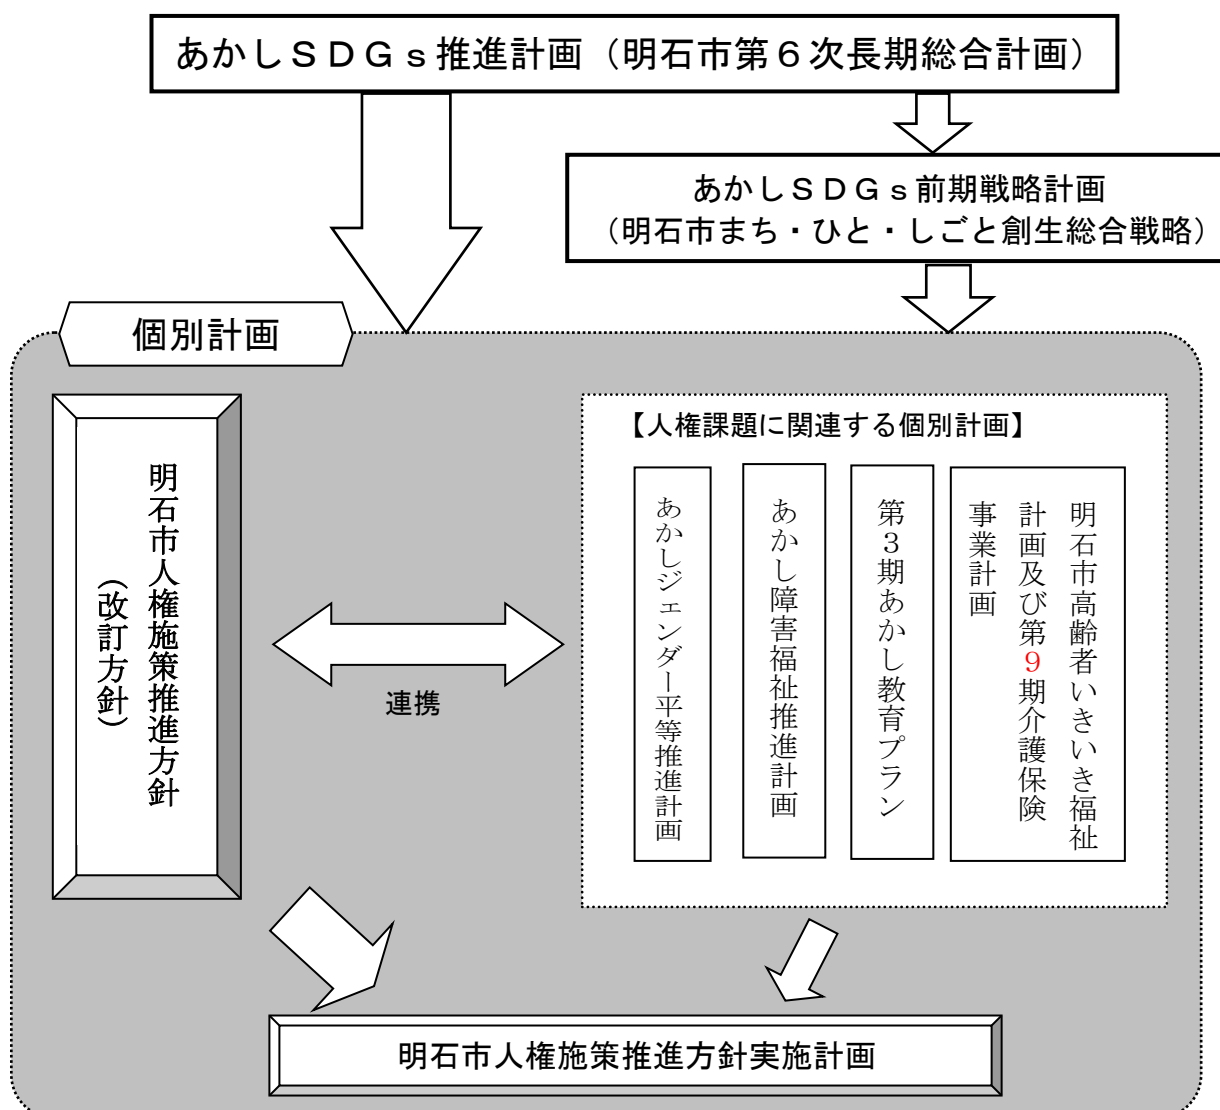 あかしＳＤＧｓ推進計画（明石市第６次長期総合計画）
あかしＳＤＧｓ前期戦略計画
（明石市まち・ひと・しごと創生総合戦略）
個別計画
明石市人権施策推進方針
（改訂方針）
連携
【人権課題に関連する個別計画】
あかしジェンダー平等推進計画
あかし障害福祉推進計画
第３期あかし教育プラン
明石市高齢者いきいき福祉
計画及び第９期介護保険
事業計画
明石市人権施策推進方針実施計画